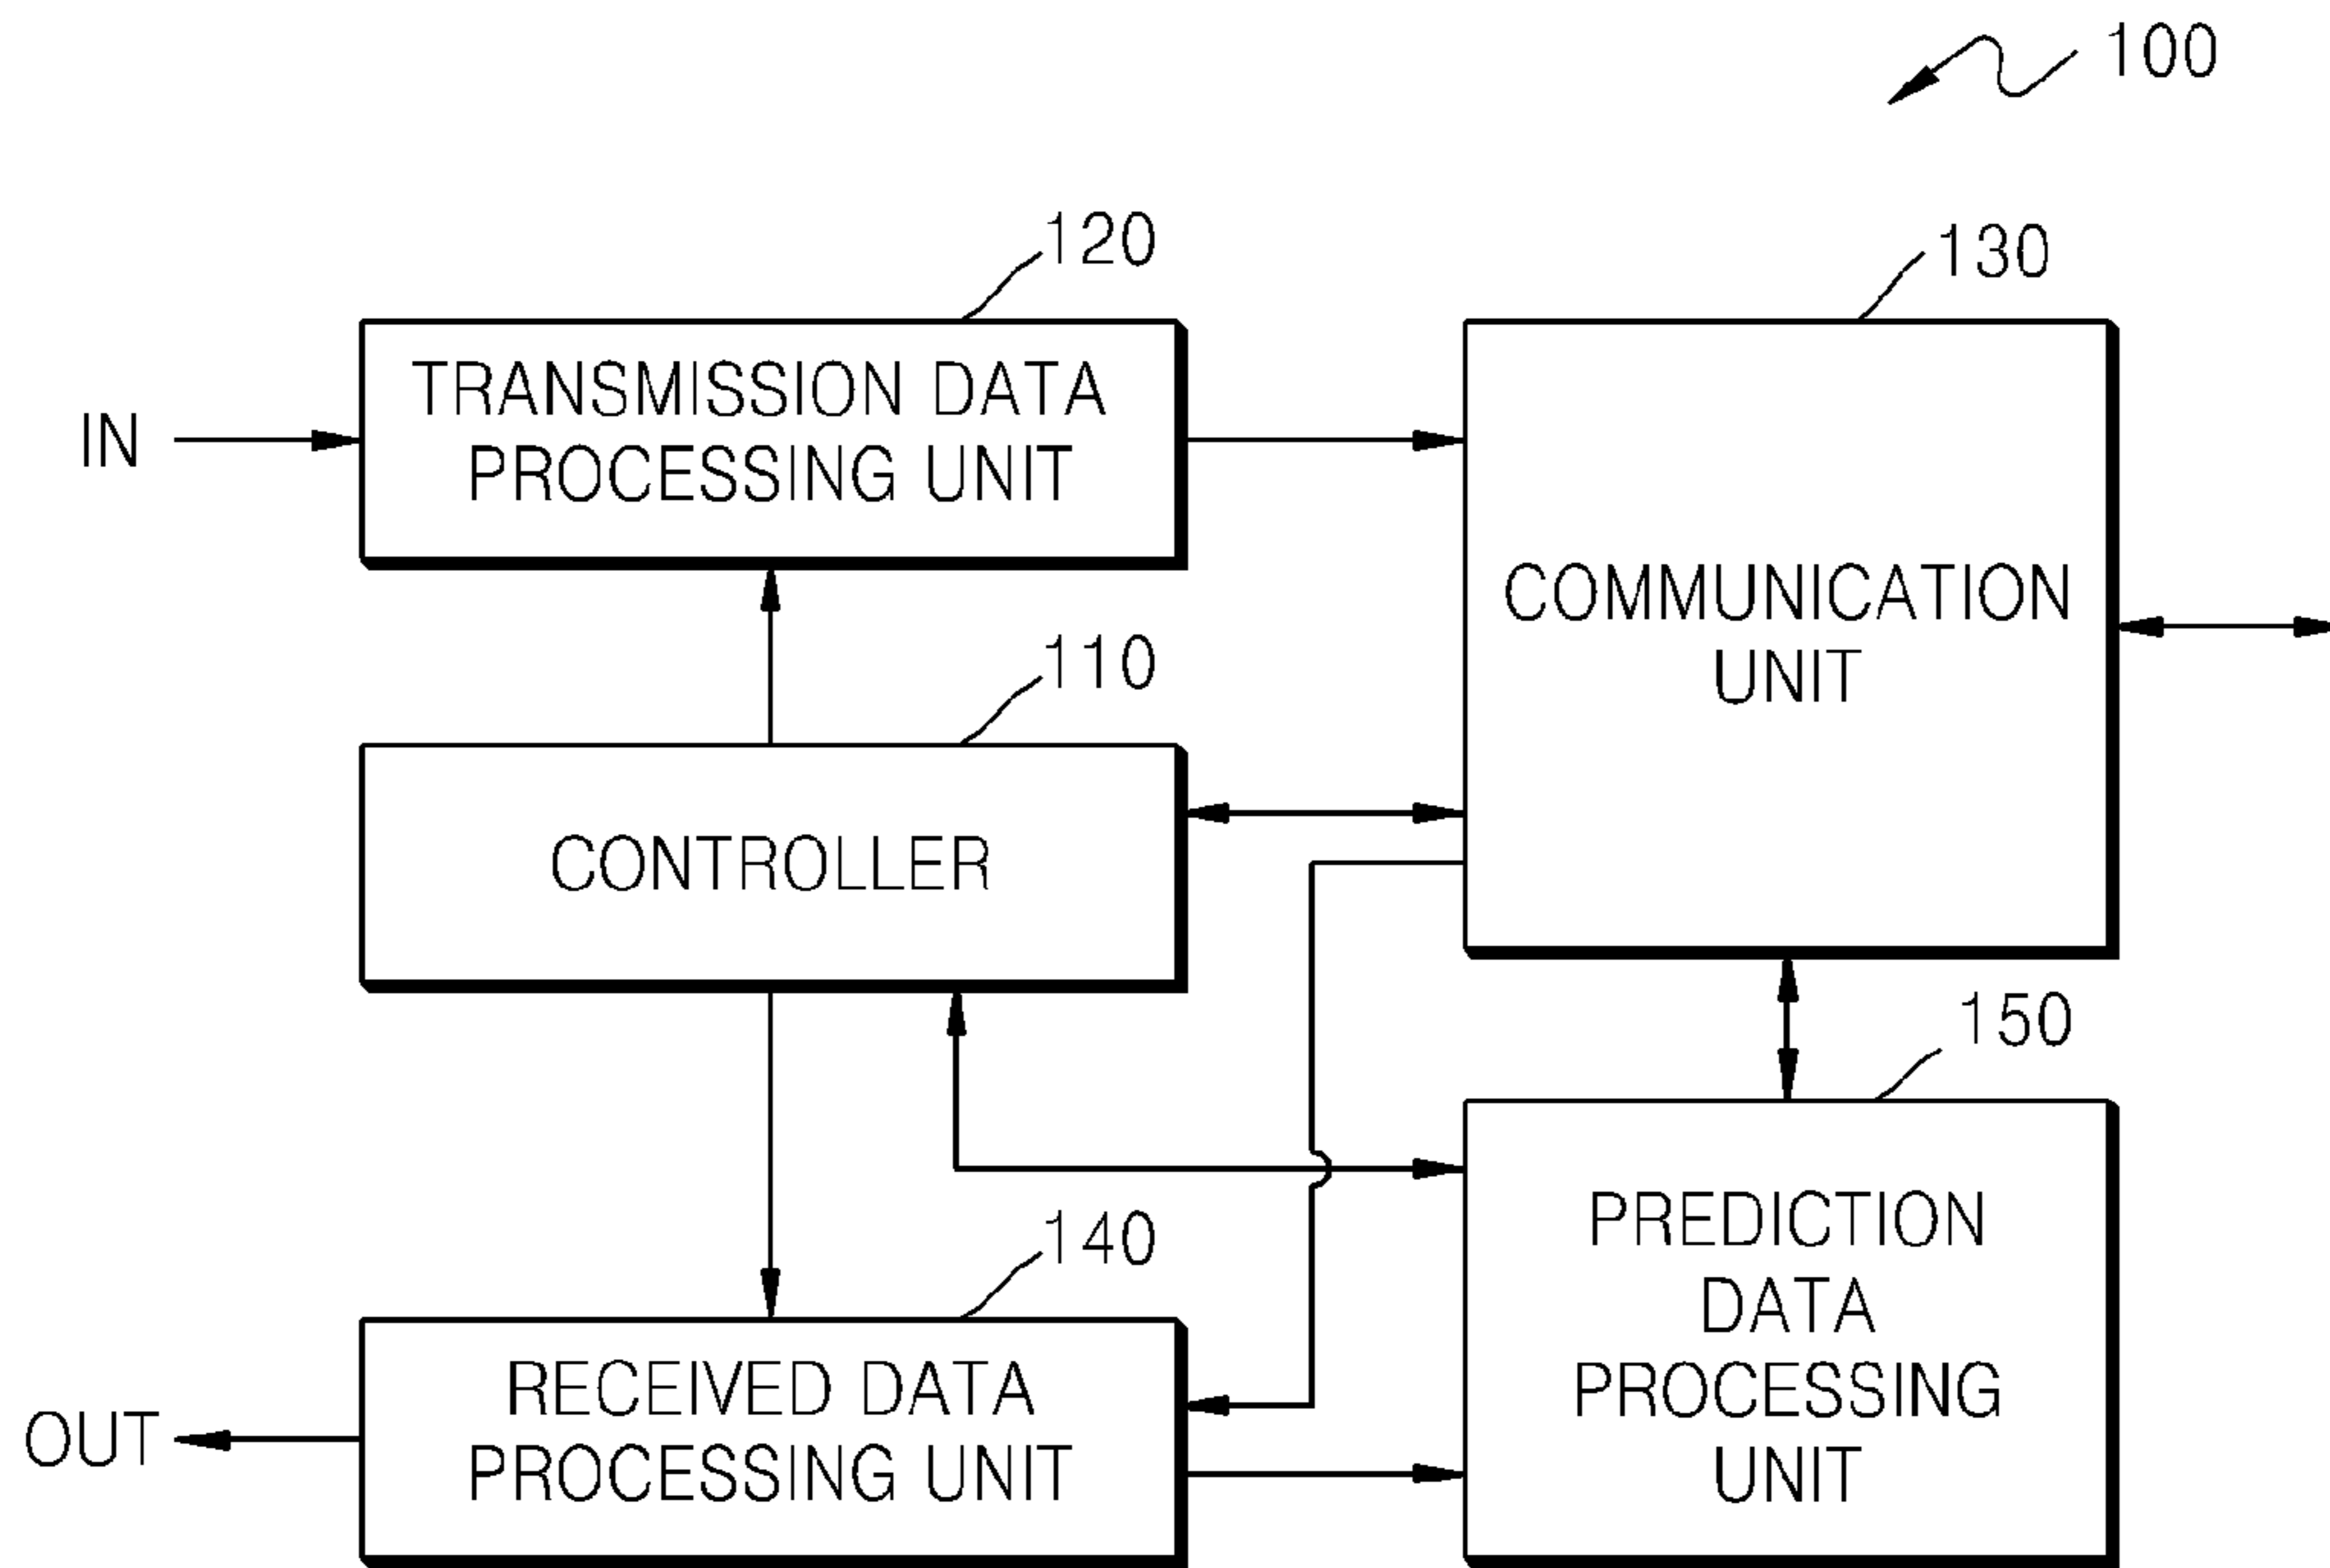 100
120
130
TRANSMISSION DATA
PROCESSING UNIT
IN
COMMUNICATION
UNIT
110
CONTROLLER
150
PREDICTION
DATA
PROCESSING
UNIT
140
RECEIVED DATA
PROCESSING UNIT
OUT